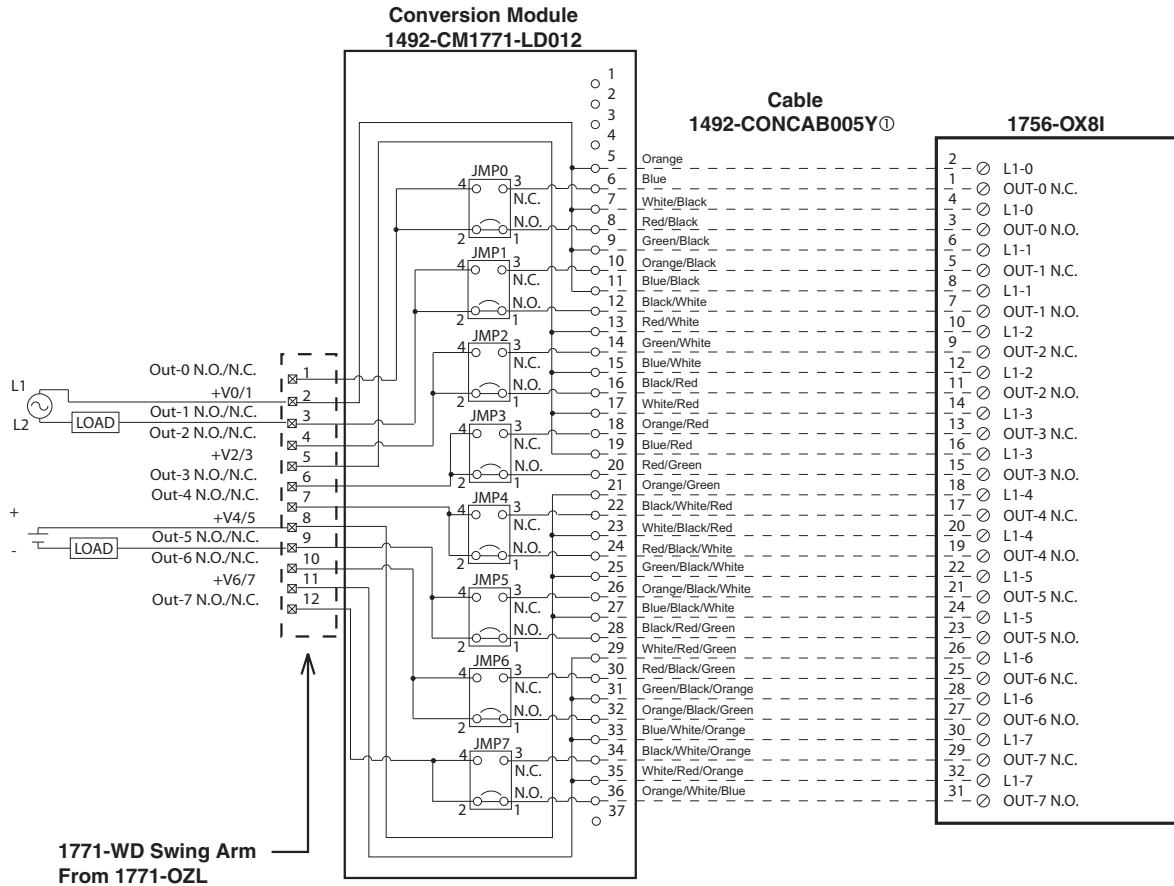 Conversion Module
1492-CM1771-LD012
Cable
1492-CONCAB005Y①
1756-OX8I
1
2
3
4
5 Orange 2 L1-0
6 Blue 1 OUT-0 N.C.
7 White/Black 4 L1-0
8 Red/Black 3 OUT-0 N.O.
9 Green/Black 6 L1-1
10 Orange/Black 5 OUT-1 N.C.
11 Blue/Black 8 L1-1
12 Black/White 7 OUT-1 N.O.
13 Red/White 10 L1-2
14 Green/White 9 OUT-2 N.C.
15 Blue/White 12 L1-2
16 Black/Red 11 OUT-2 N.O.
17 White/Red 14 L1-3
18 Orange/Red 13 OUT-3 N.C.
19 Blue/Red 16 L1-3
20 Red/Green 15 OUT-3 N.O.
21 Orange/Green 18 L1-4
22 Black/White/Red 17 OUT-4 N.C.
23 White/Black/Red 20 L1-4
24 Red/Black/White 19 OUT-4 N.O.
25 Green/Black/White 22 L1-5
26 Orange/Black/White 21 OUT-5 N.C.
27 Blue/Black/White 24 L1-5
28 Black/Red/Green 23 OUT-5 N.O.
29 White/Red/Green 26 L1-6
30 Red/Black/Green 25 OUT-6 N.C.
31 Green/Black/Orange 28 L1-6
32 Orange/Black/Green 27 OUT-6 N.O.
33 Blue/White/Orange 30 L1-7
34 Black/White/Orange 29 OUT-7 N.C.
35 White/Red/Orange 32 L1-7
36 Orange/White/Blue 31 OUT-7 N.O.
37
JMP0
4 3
N.C.
N.O.
2 1
JMP1
4 3
N.C.
N.O.
2 1
JMP2
4 3
N.C.
N.O.
2 1
JMP3
4 3
N.C.
N.O.
2 1
JMP4
4 3
N.C.
N.O.
2 1
JMP5
4 3
N.C.
N.O.
2 1
JMP6
4 3
N.C.
N.O.
2 1
JMP7
4 3
N.C.
N.O.
2 1
Out-0 N.O./N.C. 1
L1 +V0/1 2
L2 LOAD Out-1 N.O./N.C. 3
Out-2 N.O./N.C. 4
+V2/3 5
Out-3 N.O./N.C. 6
Out-4 N.O./N.C. 7
+ +V4/5 8
- LOAD Out-5 N.O./N.C. 9
Out-6 N.O./N.C. 10
+V6/7 11
Out-7 N.O./N.C. 12
1771-WD Swing Arm
From 1771-OZL